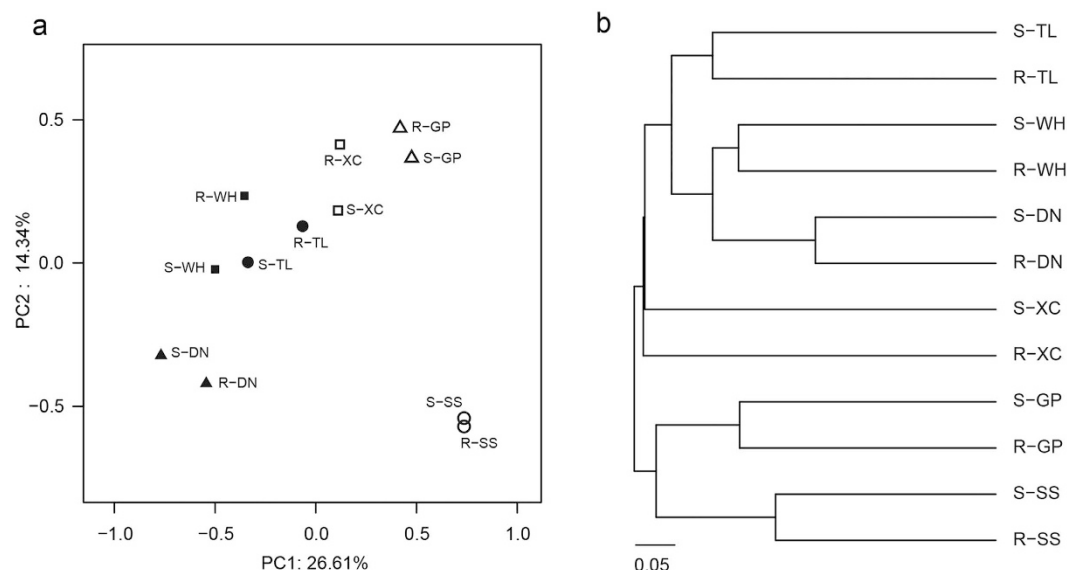 a
0.5
0.0
−0.5
PC2 : 14.34%
R−GP
S−GP
R−XC
S−XC
R−WH
R−TL
S−WH
S−TL
S−DN
R−DN
S−SS
R−SS
−1.0 −0.5 0.0 0.5 1.0
PC1: 26.61%
b
S−TL
R−TL
S−WH
R−WH
S−DN
R−DN
S−XC
R−XC
S−GP
R−GP
S−SS
R−SS
0.05